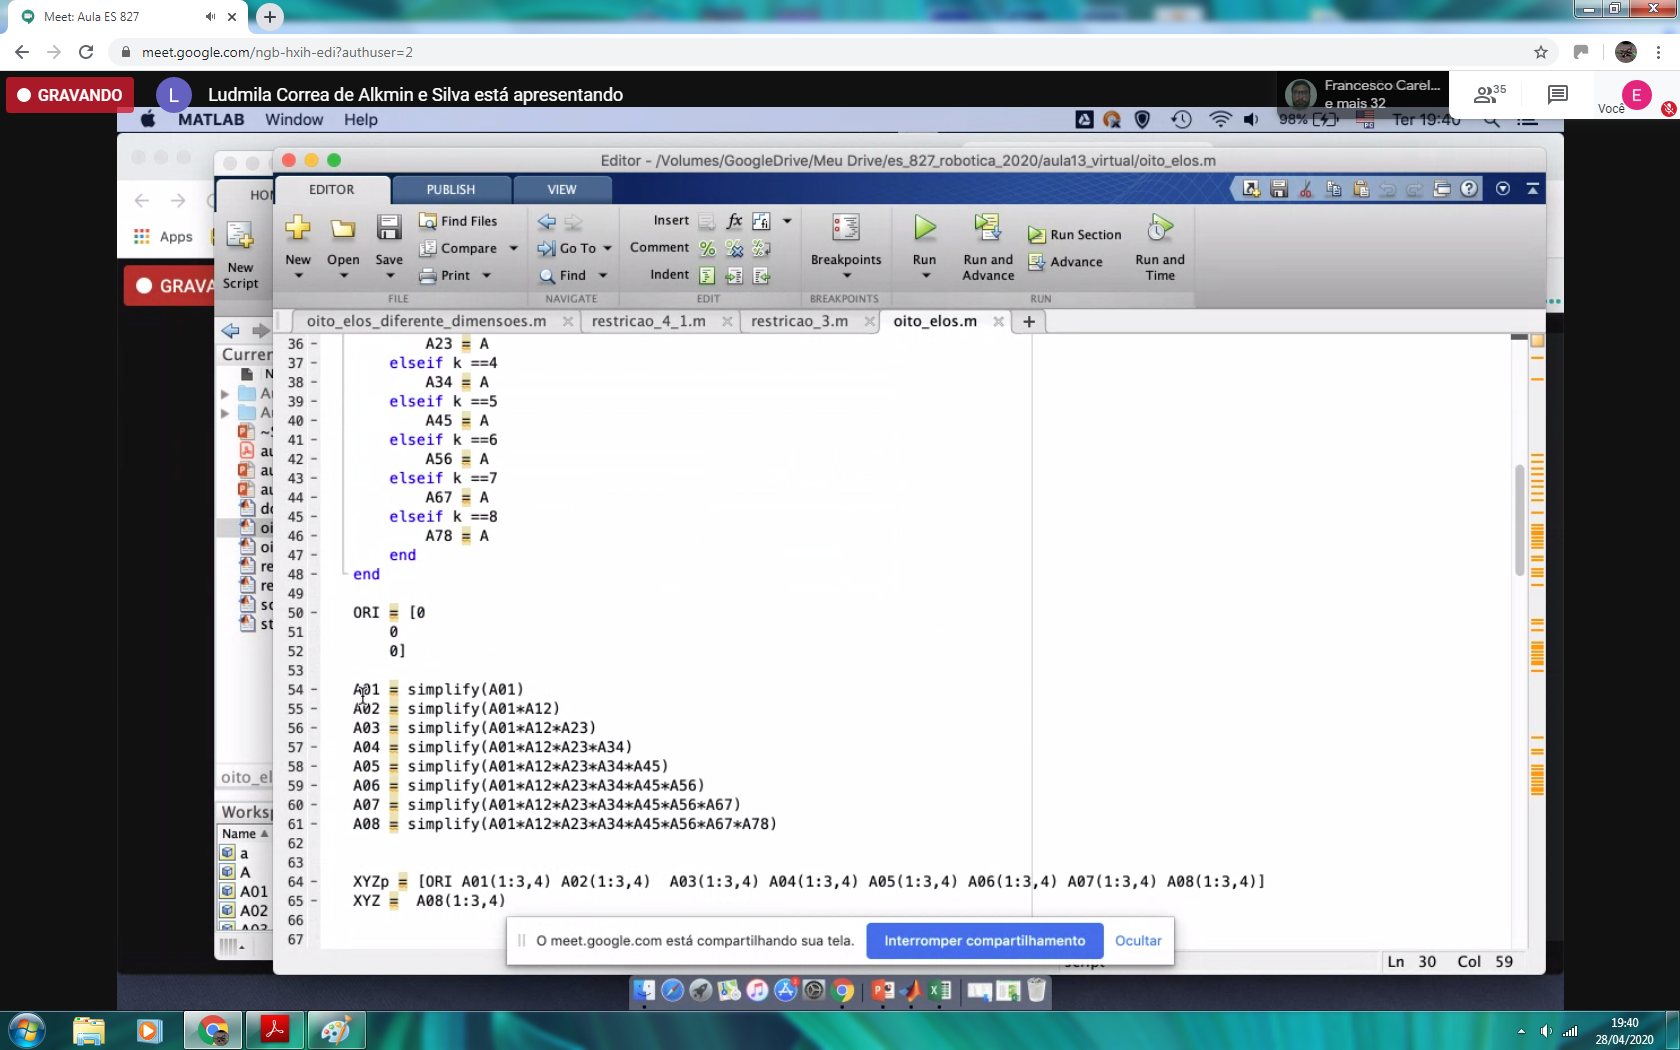 Meet: Aula ES 827
meet.google.com/ngb-hxih-edi?authuser=2
GRAVANDO
L
Ludmila Correa de Alkmin e Silva está apresentando
Francesco Carel...
e mais 32
35
Você
E
MATLAB Window Help
98%
Ter 19:40
Editor - /Volumes/GoogleDrive/Meu Drive/es_827_robotica_2020/aula13_virtual/oito_elos.m
EDITOR PUBLISH VIEW
Apps
New Script
New Open Save
Find Files
Compare
Print
FILE
Go To
Find
NAVIGATE
Insert
Comment
Indent
EDIT
Breakpoints
BREAKPOINTS
Run
Run and Advance
Run Section
Advance
Run and Time
RUN
oito_elos_diferente_dimensoes.m restricao_4_1.m restricao_3.m oito_elos.m
36 - A23 = A
37 - elseif k ==4
38 - A34 = A
39 - elseif k ==5
40 - A45 = A
41 - elseif k ==6
42 - A56 = A
43 - elseif k ==7
44 - A67 = A
45 - elseif k ==8
46 - A78 = A
47 - end
48 - end
49
50 - ORI = [0
51 - 0
52 - 0]
53
54 - A01 = simplify(A01)
55 - A02 = simplify(A01*A12)
56 - A03 = simplify(A01*A12*A23)
57 - A04 = simplify(A01*A12*A23*A34)
58 - A05 = simplify(A01*A12*A23*A34*A45)
59 - A06 = simplify(A01*A12*A23*A34*A45*A56)
60 - A07 = simplify(A01*A12*A23*A34*A45*A56*A67)
61 - A08 = simplify(A01*A12*A23*A34*A45*A56*A67*A78)
62
63
64 - XYZp = [ORI A01(1:3,4) A02(1:3,4) A03(1:3,4) A04(1:3,4) A05(1:3,4) A06(1:3,4) A07(1:3,4) A08(1:3,4)]
65 - XYZ = A08(1:3,4)
66
67
Name
a
A
A01
A02
O meet.google.com está compartilhando sua tela.
Interromper compartilhamento
Ocultar
Ln 30 Col 59
19:40
28/04/2020